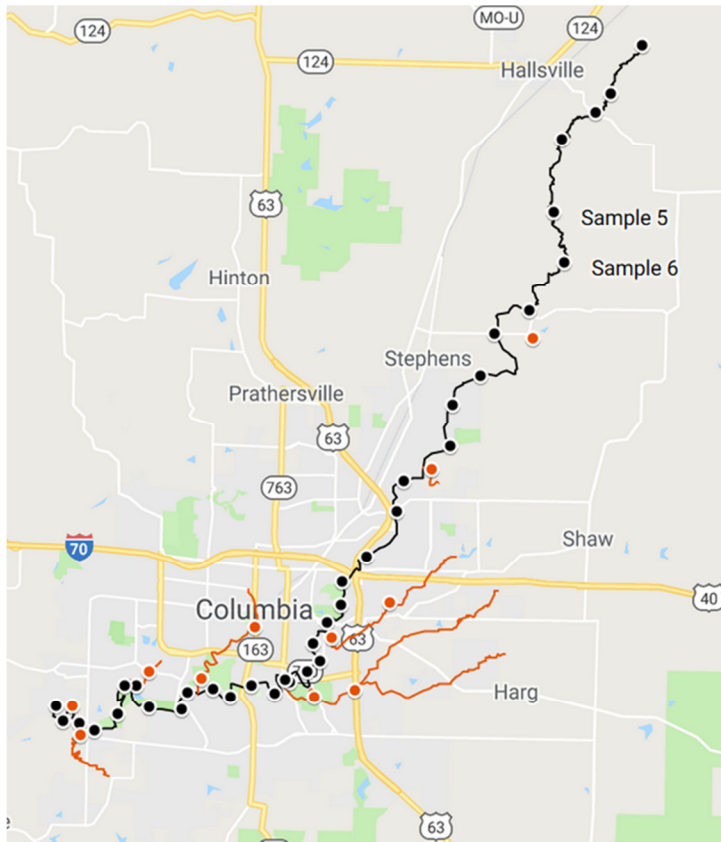 MO-U
124
124
124
Hallsville
63
Sample 5
Sample 6
Hinton
Stephens
Prathersville
63
763
70
Shaw
40
Columbia
63
163
Harg
63